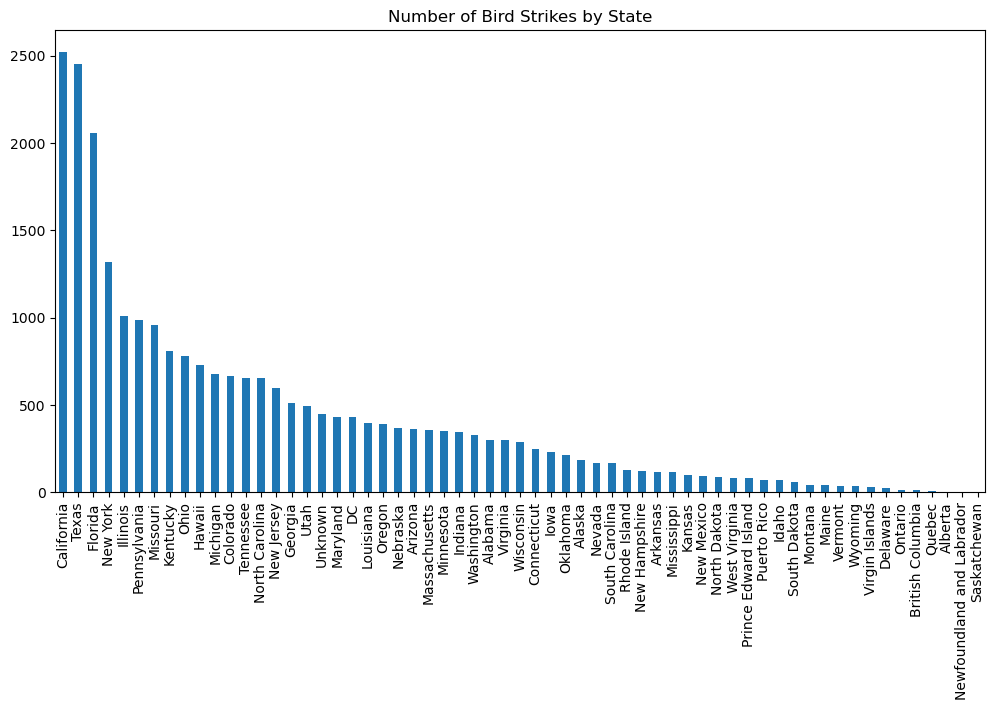 Number of Bird Strikes by State
2500
2000
1500
1000
500
0
California
Texas
Florida
New York
Illinois
Pennsylvania
Missouri
Kentucky
Ohio
Hawaii
Michigan
Colorado
Tennessee
North Carolina
New Jersey
Georgia
Utah
Unknown
Maryland
DC
Louisiana
Oregon
Nebraska
Arizona
Massachusetts
Minnesota
Indiana
Washington
Alabama
Virginia
Wisconsin
Connecticut
Iowa
Oklahoma
Alaska
Nevada
South Carolina
Rhode Island
New Hampshire
Arkansas
Mississippi
Kansas
New Mexico
North Dakota
West Virginia
Prince Edward Island
Puerto Rico
Idaho
South Dakota
Montana
Maine
Vermont
Wyoming
Virgin Islands
Delaware
Ontario
British Columbia
Quebec
Alberta
Newfoundland and Labrador
Saskatchewan